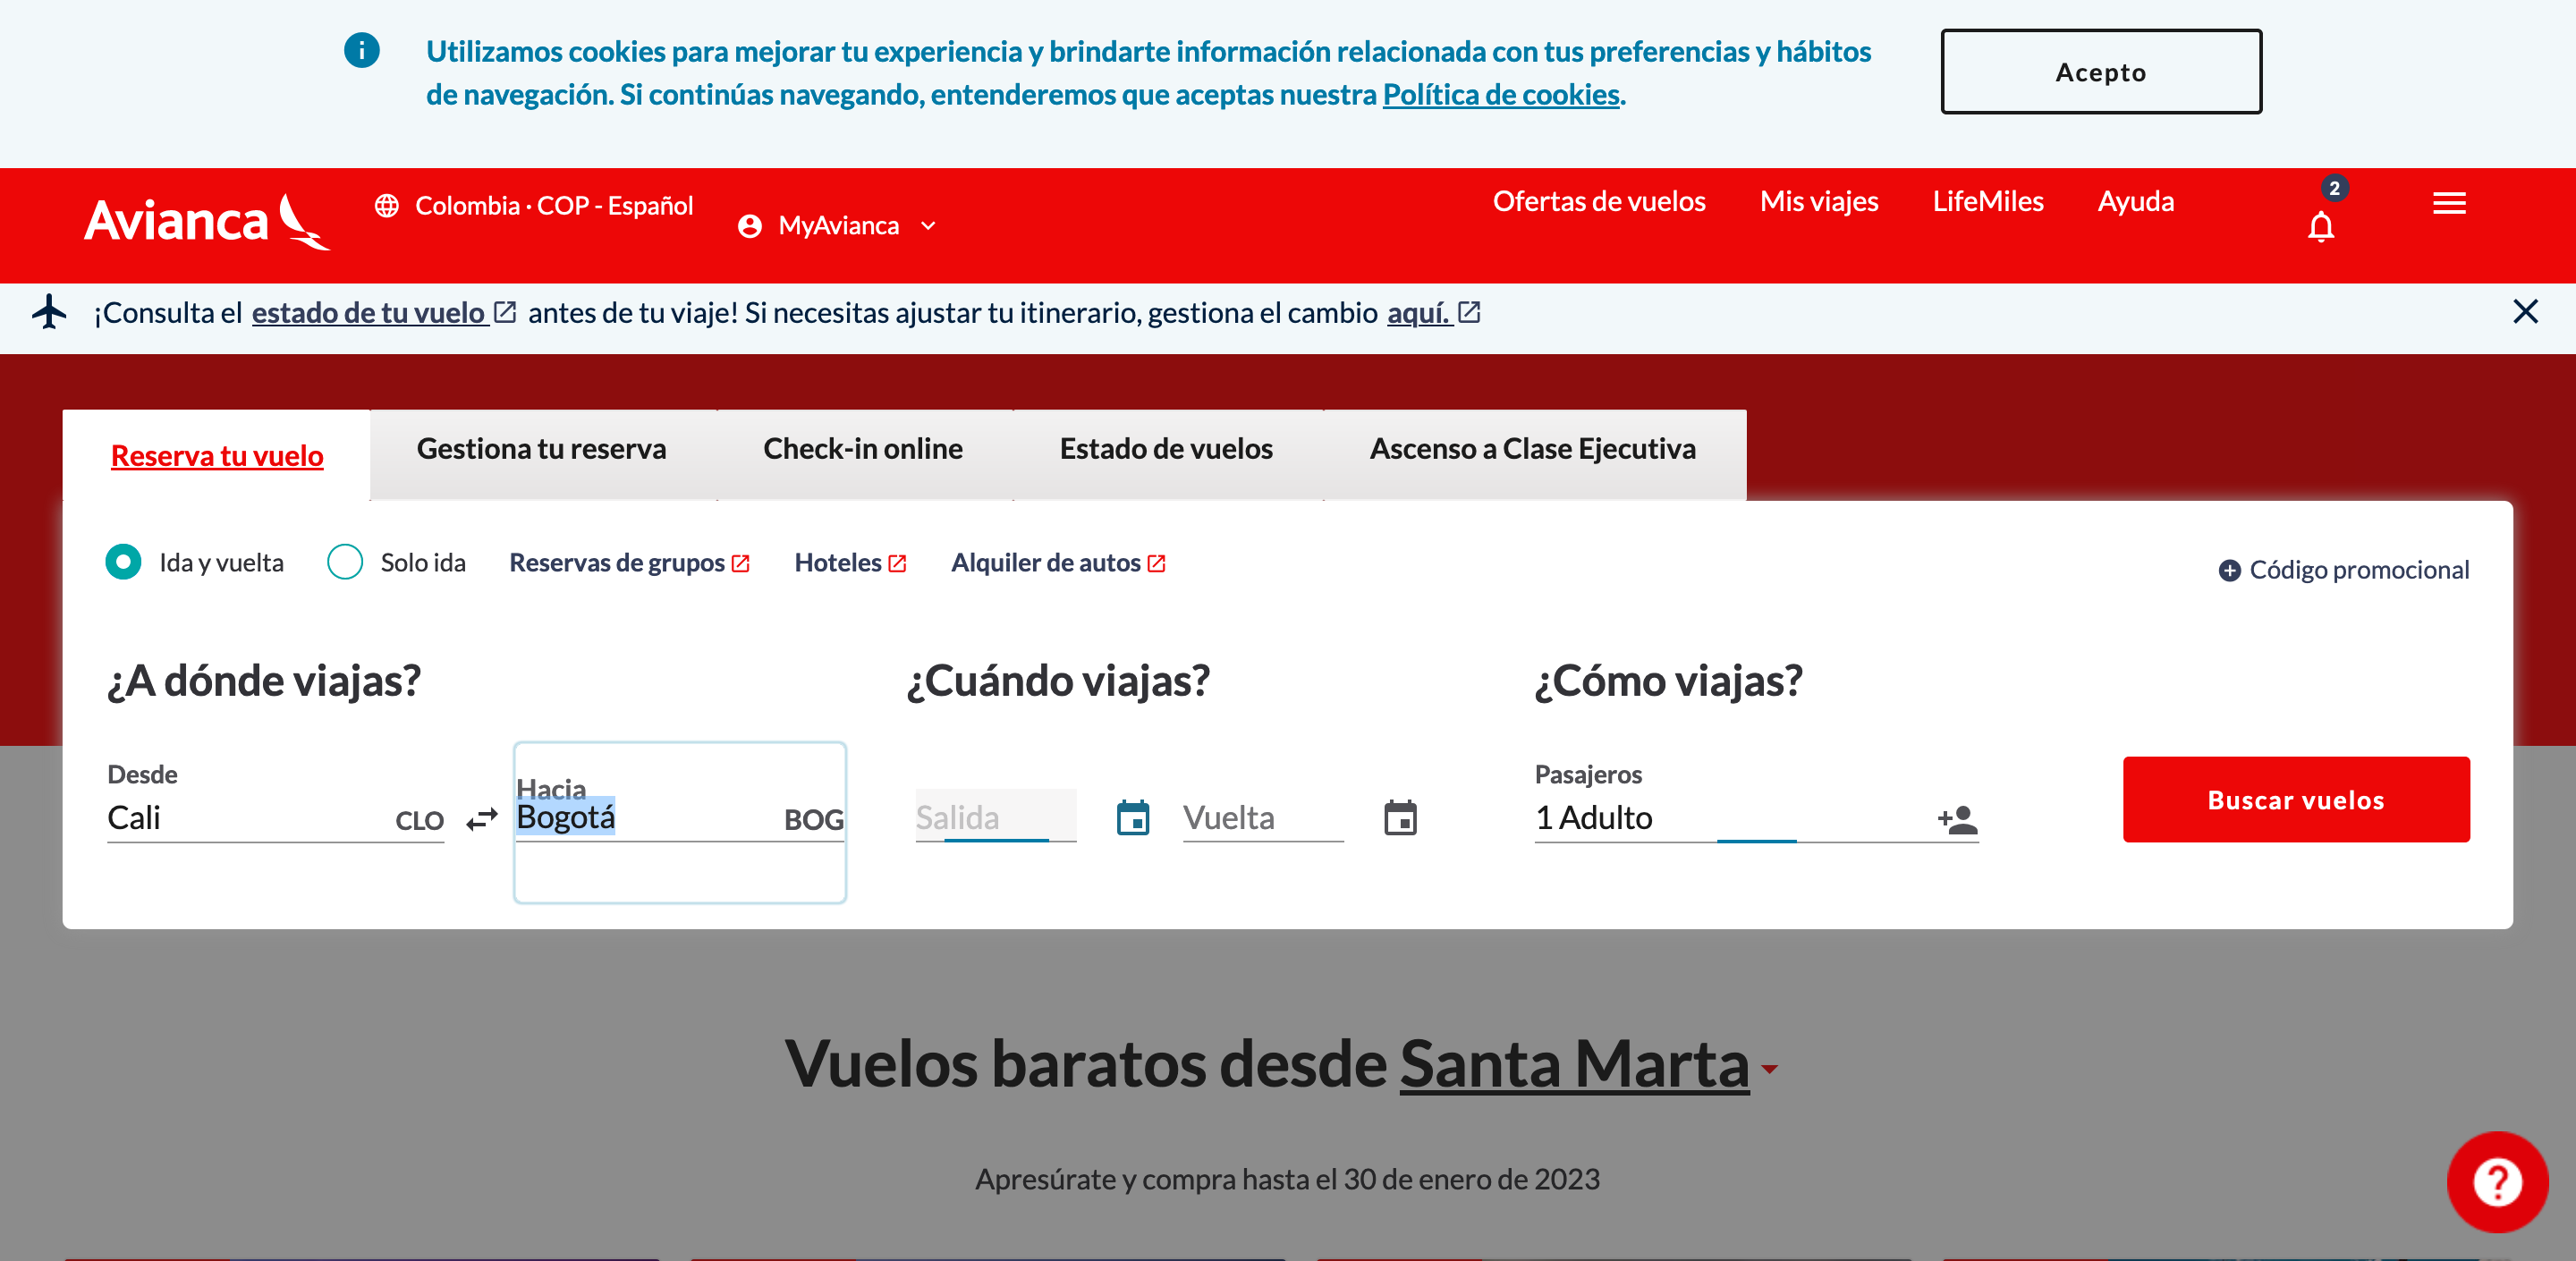 Utilizamos cookies para mejorar tu experiencia y brindarte información relacionada con tus preferencias y hábitos
de navegación. Si continúas navegando, entenderemos que aceptas nuestra Política de cookies.
Acepto
Avianca
Colombia · COP - Español
MyAvianca
Ofertas de vuelos
Mis viajes
LifeMiles
Ayuda
2
¡Consulta el estado de tu vuelo antes de tu viaje! Si necesitas ajustar tu itinerario, gestiona el cambio aquí.
Reserva tu vuelo
Gestiona tu reserva
Check-in online
Estado de vuelos
Ascenso a Clase Ejecutiva
Ida y vuelta
Solo ida
Reservas de grupos
Hoteles
Alquiler de autos
Código promocional
¿A dónde viajas?
¿Cuándo viajas?
¿Cómo viajas?
Desde
Cali CLO
Hacia
Bogotá BOG
Salida
Vuelta
Pasajeros
1 Adulto
Buscar vuelos
Vuelos baratos desde Santa Marta
Apresúrate y compra hasta el 30 de enero de 2023